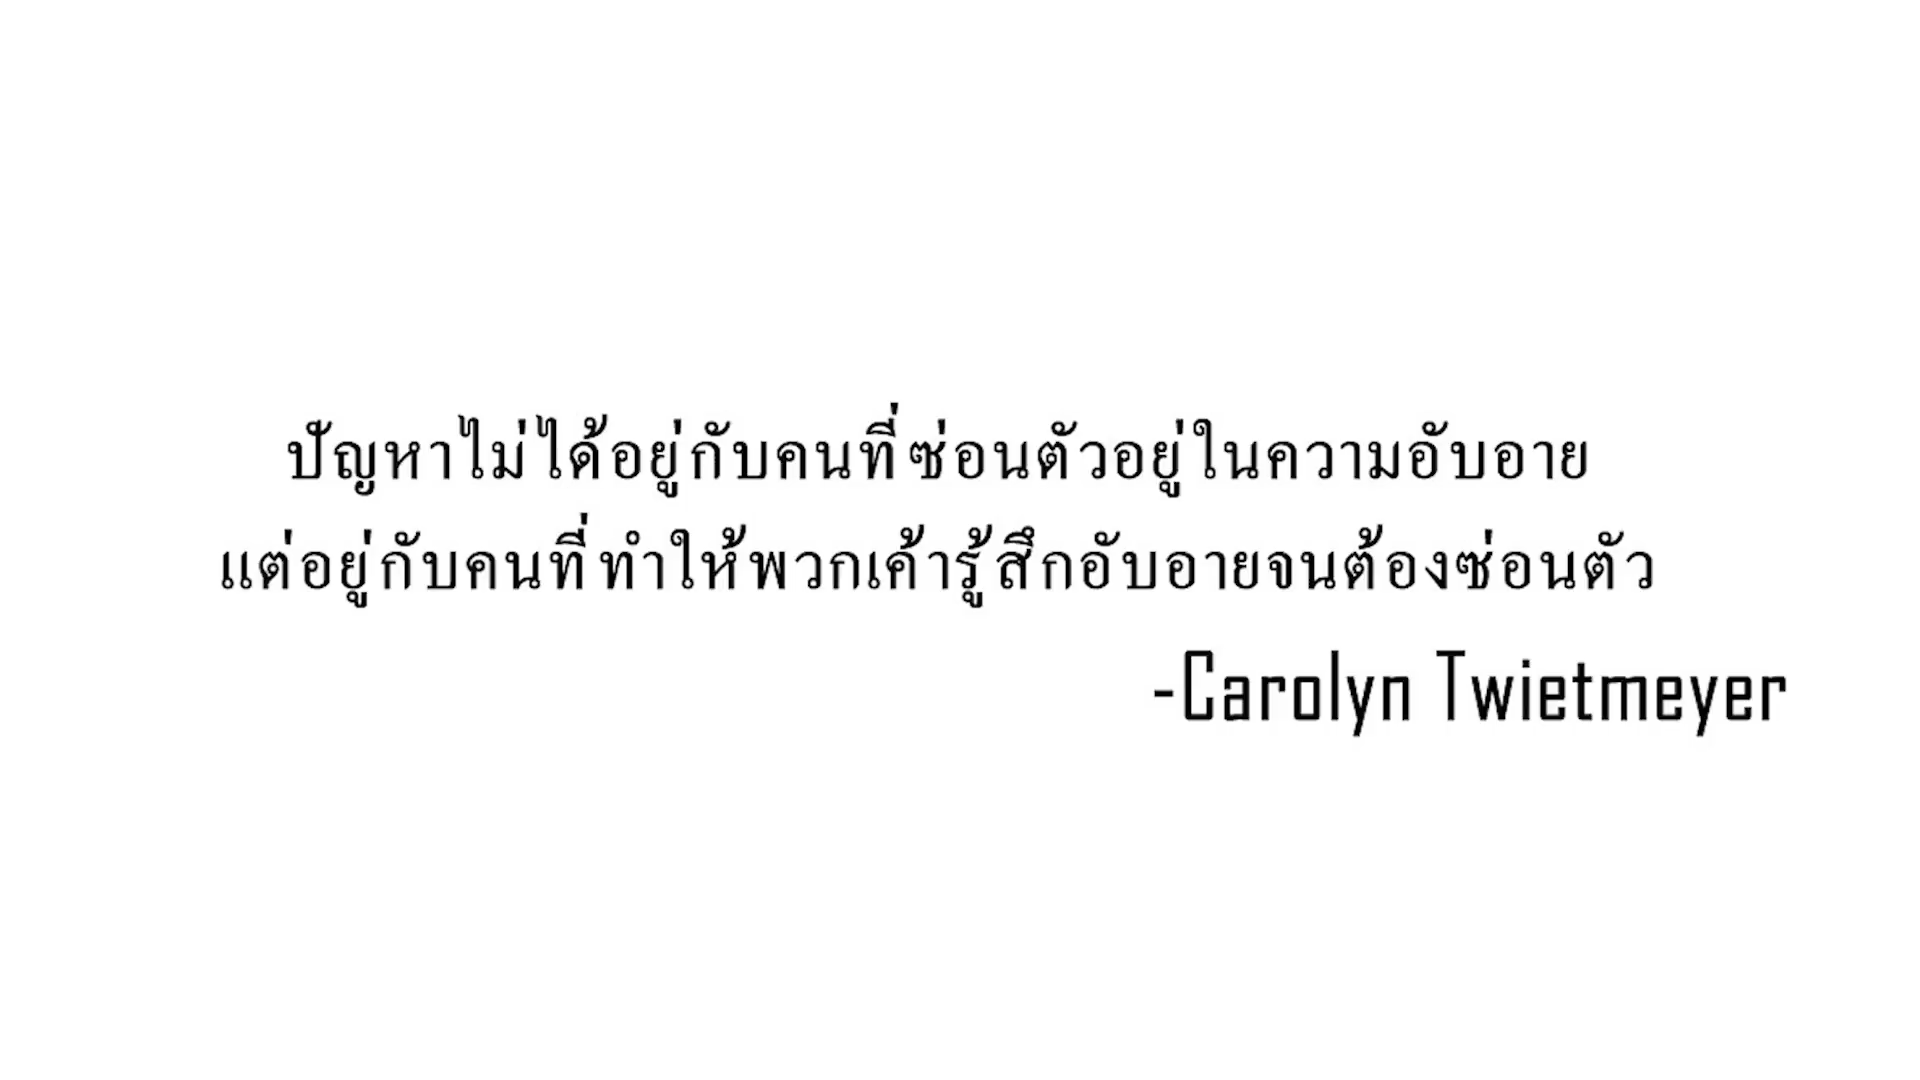 ปัญหาไม่ได้อยู่กับคนที่ซ่อนตัวอยู่ในความอับอาย
แต่อยู่กับคนที่ทำให้พวกเค้ารู้สึกอับอายจนต้องซ่อนตัว
-Carolyn Twietmeyer